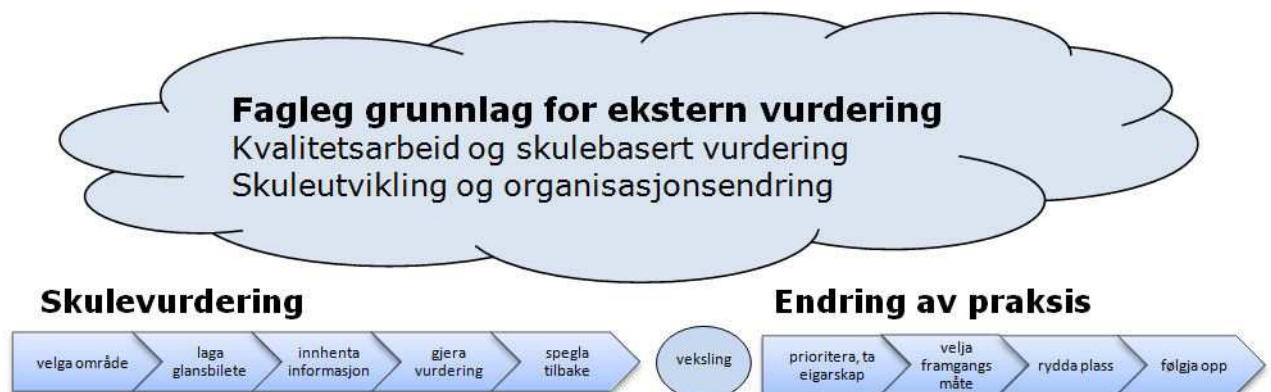 Fagleg grunnlag for ekstern vurdering
Kvalitetsarbeid og skulebasert vurdering
Skuleutvikling og organisasjonsendring
Skulevurdering
velga område
laga
glansbilete
innhenta
informasjon
gjera
vurdering
spegla
tilbake
veksling
Endring av praksis
prioritera, ta
eigarskap
velja
framgangs
måte
rydda plass
følgja opp